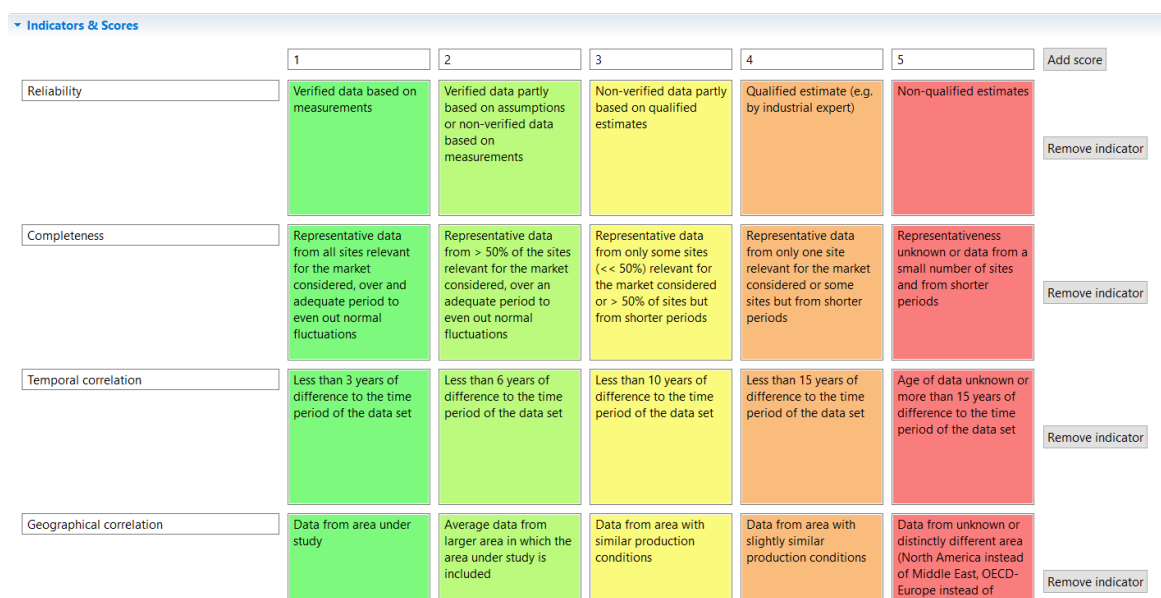 Indicators & Scores
1
2
3
4
5
Add score
Reliability
Verified data based on
measurements
Verified data partly
based on assumptions
or non-verified data
based on
measurements
Non-verified data partly
based on qualified
estimates
Qualified estimate (e.g.
by industrial expert)
Non-qualified estimates
Remove indicator
Completeness
Representative data
from all sites relevant
for the market
considered, over and
adequate period to
even out normal
fluctuations
Representative data
from > 50% of the sites
relevant for the market
considered, over an
adequate period to
even out normal
fluctuations
Representative data
from only some sites
(<< 50%) relevant for
the market considered
or > 50% of sites but
from shorter periods
Representative data
from only one site
relevant for the market
considered or some
sites but from shorter
periods
Representativeness
unknown or data from a
small number of sites
and from shorter
periods
Remove indicator
Temporal correlation
Less than 3 years of
difference to the time
period of the data set
Less than 6 years of
difference to the time
period of the data set
Less than 10 years of
difference to the time
period of the data set
Less than 15 years of
difference to the time
period of the data set
Age of data unknown or
more than 15 years of
difference to the time
period of the data set
Remove indicator
Geographical correlation
Data from area under
study
Average data from
larger area in which the
area under study is
included
Data from area with
similar production
conditions
Data from area with
slightly similar
production conditions
Data from unknown or
distinctly different area
(North America instead
of Middle East, OECD-
Europe instead of
Remove indicator